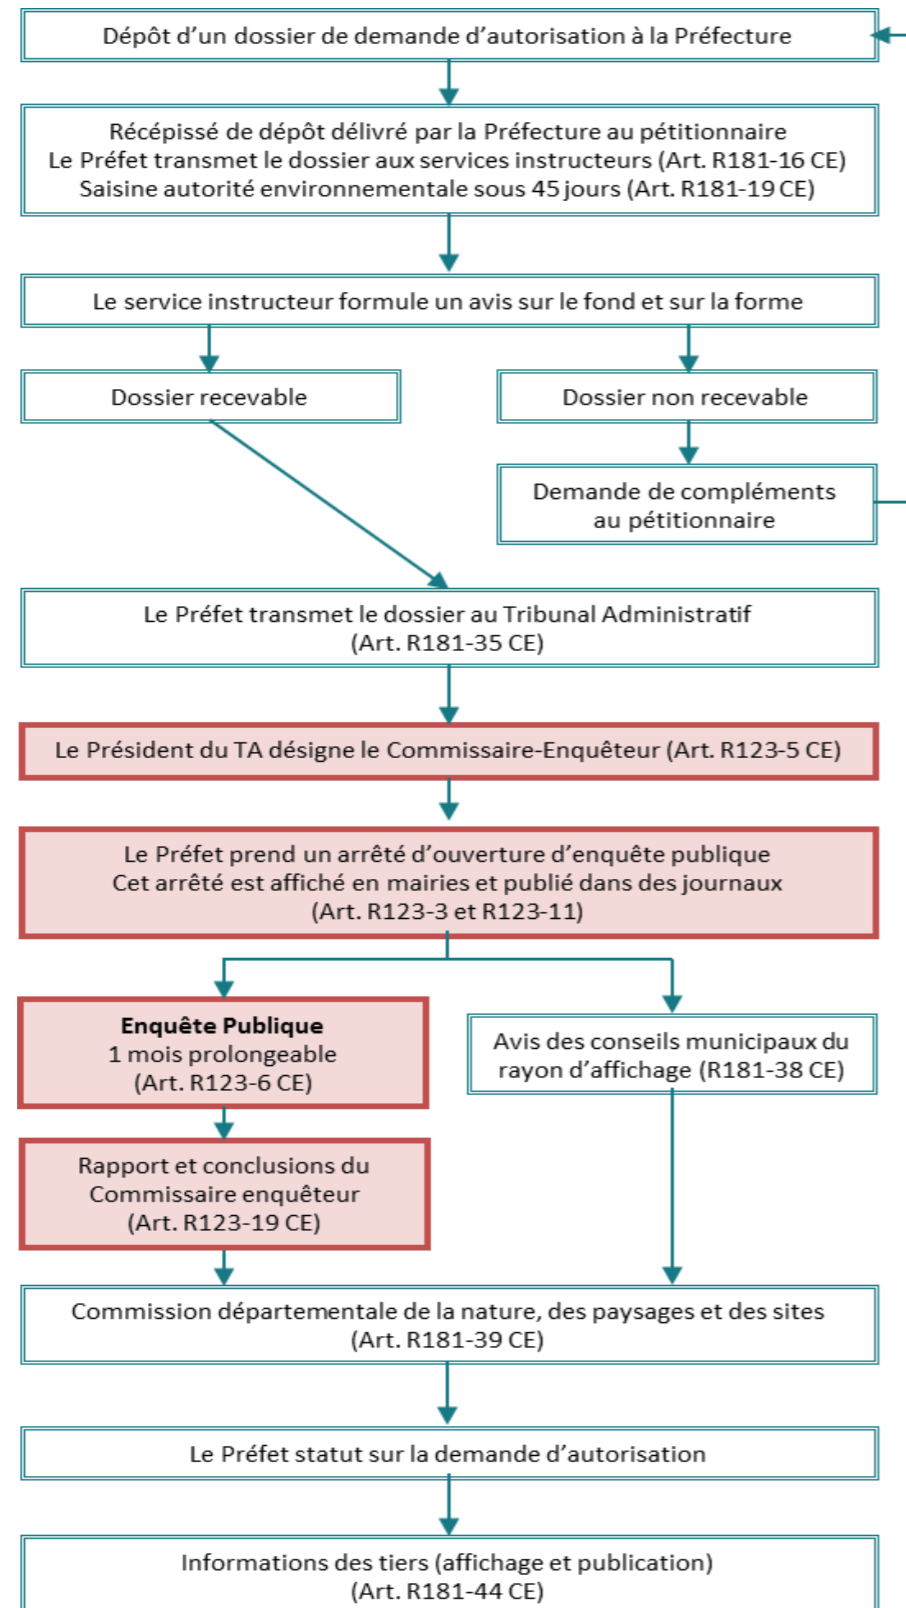 Dépôt d’un dossier de demande d’autorisation à la Préfecture
Récépissé de dépôt délivré par la Préfecture au pétitionnaire
Le Préfet transmet le dossier aux services instructeurs (Art. R181-16 CE)
Saisine autorité environnementale sous 45 jours (Art. R181-19 CE)
Le service instructeur formule un avis sur le fond et sur la forme
Dossier recevable
Dossier non recevable
Demande de compléments
au pétitionnaire
Le Préfet transmet le dossier au Tribunal Administratif
(Art. R181-35 CE)
Le Président du TA désigne le Commissaire-Enquêteur (Art. R123-5 CE)
Le Préfet prend un arrêté d’ouverture d’enquête publique
Cet arrêté est affiché en mairies et publié dans des journaux
(Art. R123-3 et R123-11)
Enquête Publique
1 mois prolongeable
(Art. R123-6 CE)
Avis des conseils municipaux du
rayon d’affichage (R181-38 CE)
Rapport et conclusions du
Commissaire enquêteur
(Art. R123-19 CE)
Commission départementale de la nature, des paysages et des sites
(Art. R181-39 CE)
Le Préfet statut sur la demande d’autorisation
Informations des tiers (affichage et publication)
(Art. R181-44 CE)